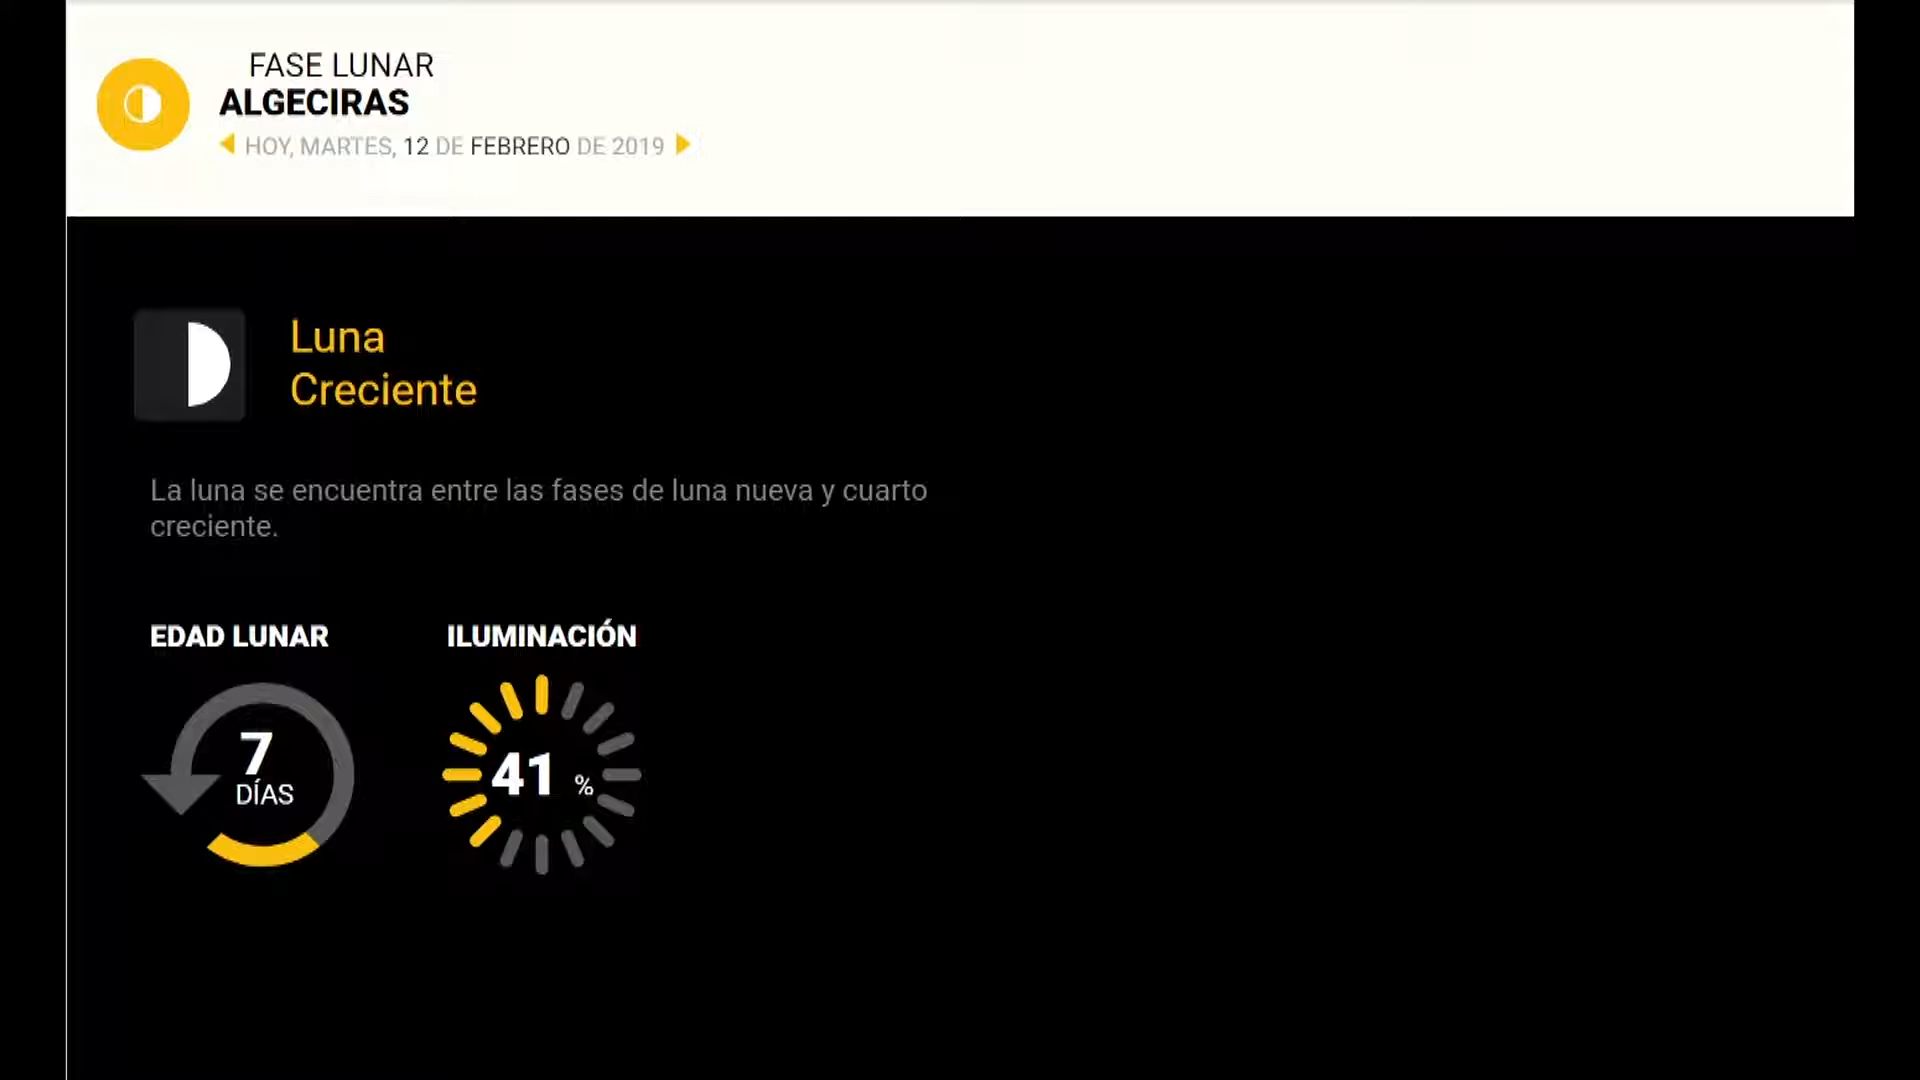 FASE LUNAR
ALGECIRAS
HOY, MARTES, 12 DE FEBRERO DE 2019
Luna
Creciente
La luna se encuentra entre las fases de luna nueva y cuarto
creciente.
EDAD LUNAR
ILUMINACIÓN
7
DÍAS
41 %